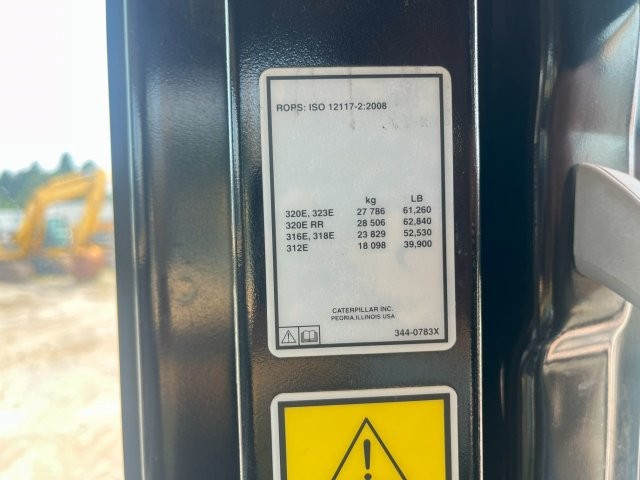 ROPS: ISO 12117-2:2008
kg LB
320E, 323E 27 786 61,260
320E RR 28 506 62,840
316E, 318E 23 829 52,530
312E 18 098 39,900
CATERPILLAR INC.
PEORIA,ILLINOIS USA
344-0783X